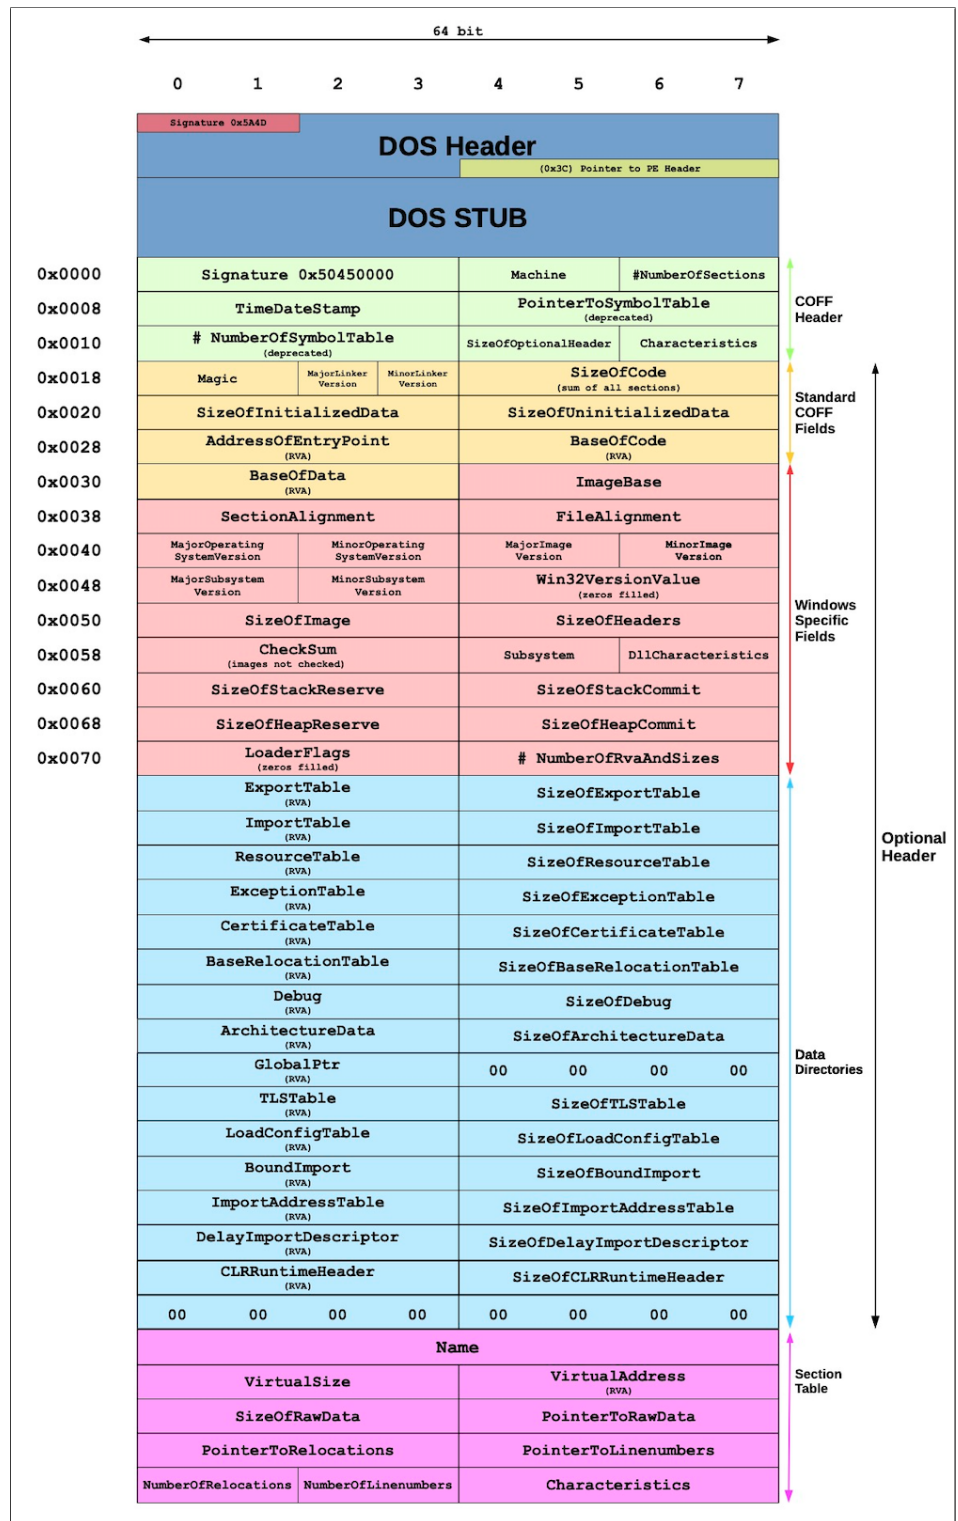 64 bit
0 1 2 3 4 5 6 7
Signature 0x5A4D
DOS Header
(0x3C) Pointer to PE Header
DOS STUB
0x0000 Signature 0x50450000 Machine #NumberOfSections
0x0008 TimeDateStamp PointerToSymbolTable
(deprecated)
COFF
Header
0x0010 # NumberOfSymbolTable
(deprecated)
SizeOfOptionalHeader Characteristics
0x0018 Magic MajorLinker
Version
MinorLinker
Version
SizeOfCode
(sum of all sections)
0x0020 SizeOfInitializedData SizeOfUninitializedData
Standard
COFF
Fields
0x0028 AddressOfEntryPoint
(RVA)
BaseOfCode
(RVA)
0x0030 BaseOfData
(RVA)
ImageBase
0x0038 SectionAlignment FileAlignment
0x0040 MajorOperating
SystemVersion
MinorOperating
SystemVersion
MajorImage
Version
MinorImage
Version
0x0048 MajorSubsystem
Version
MinorSubsystem
Version
Win32VersionValue
(zeros filled)
0x0050 SizeOfImage SizeOfHeaders
Windows
Specific
Fields
0x0058 CheckSum
(images not checked)
Subsystem DllCharacteristics
0x0060 SizeOfStackReserve SizeOfStackCommit
0x0068 SizeOfHeapReserve SizeOfHeapCommit
0x0070 LoaderFlags
(zeros filled)
# NumberOfRvaAndSizes
ExportTable
(RVA)
SizeOfExportTable
ImportTable
(RVA)
SizeOfImportTable
Optional
Header
ResourceTable
(RVA)
SizeOfResourceTable
ExceptionTable
(RVA)
SizeOfExceptionTable
CertificateTable
(RVA)
SizeOfCertificateTable
BaseRelocationTable
(RVA)
SizeOfBaseRelocationTable
Debug
(RVA)
SizeOfDebug
ArchitectureData
(RVA)
SizeOfArchitectureData
Data
Directories
GlobalPtr
(RVA)
00 00 00 00
TLSTable
(RVA)
SizeOfTLSTable
LoadConfigTable
(RVA)
SizeOfLoadConfigTable
BoundImport
(RVA)
SizeOfBoundImport
ImportAddressTable
(RVA)
SizeOfImportAddressTable
DelayImportDescriptor
(RVA)
SizeOfDelayImportDescriptor
CLRRuntimeHeader
(RVA)
SizeOfCLRRuntimeHeader
00 00 00 00 00 00 00 00
Name
VirtualSize VirtualAddress
(RVA)
Section
Table
SizeOfRawData PointerToRawData
PointerToRelocations PointerToLinenumbers
NumberOfRelocations NumberOfLinenumbers Characteristics